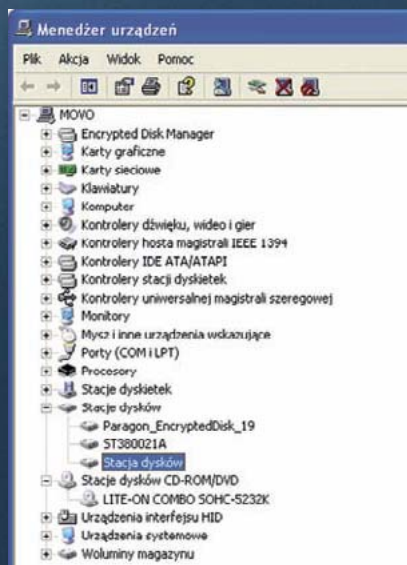 Menedżer urządzeń
Plik Akcja Widok Pomoc
MOVO
Encrypted Disk Manager
Karty graficzne
Karty sieciowe
Klawiatury
Komputer
Kontrolery dźwięku, wideo i gier
Kontrolery hosta magistrali IEEE 1394
Kontrolery IDE ATA/ATAPI
Kontrolery stacji dyskietek
Kontrolery uniwersalnej magistrali szeregowej
Monitory
Mysz i inne urządzenia wskazujące
Porty (COM i LPT)
Procesory
Stacje dyskietek
Stacje dysków
Paragon_EncryptedDisk_19
ST380021A
Stacja dysków
Stacje dysków CD-ROM/DVD
LITE-ON COMBO SOHC-5232K
Urządzenia interfejsu HID
Urządzenia systemowe
Woluminy magazynu